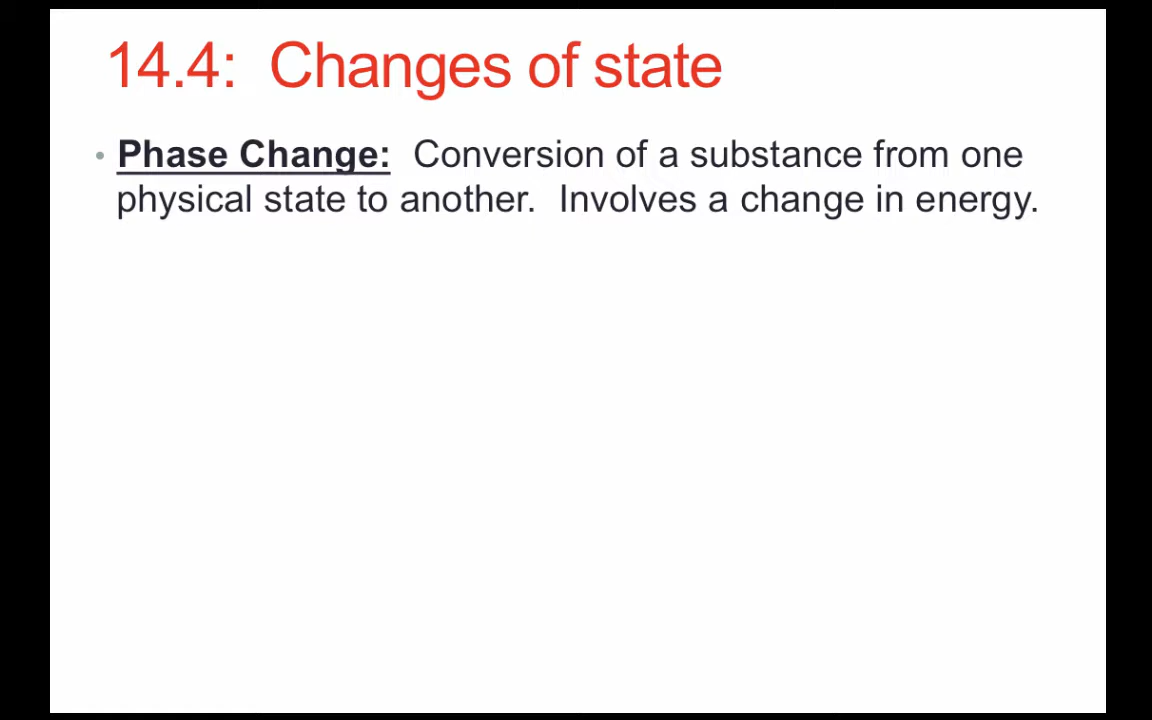 14.4:  Changes of state
• Phase Change:  Conversion of a substance from one
physical state to another.  Involves a change in energy.